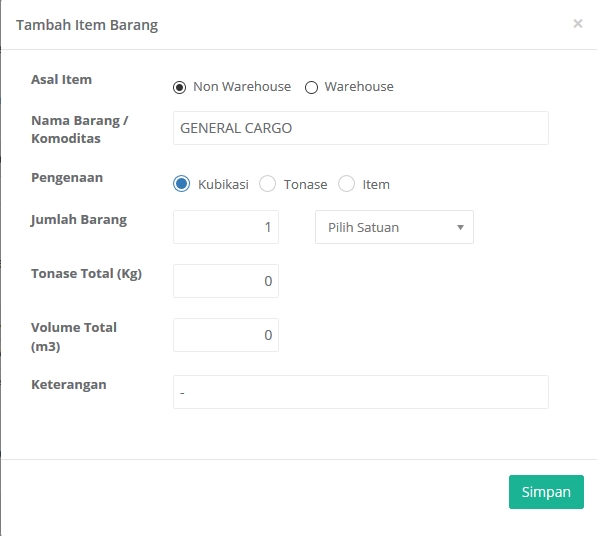 Tambah Item Barang ×
Asal Item Non Warehouse Warehouse
Nama Barang /
Komoditas
GENERAL CARGO
Pengenaan Kubikasi Tonase Item
Jumlah Barang 1 Pilih Satuan
Tonase Total (Kg) 0
Volume Total
(m3)
0
Keterangan -
Simpan